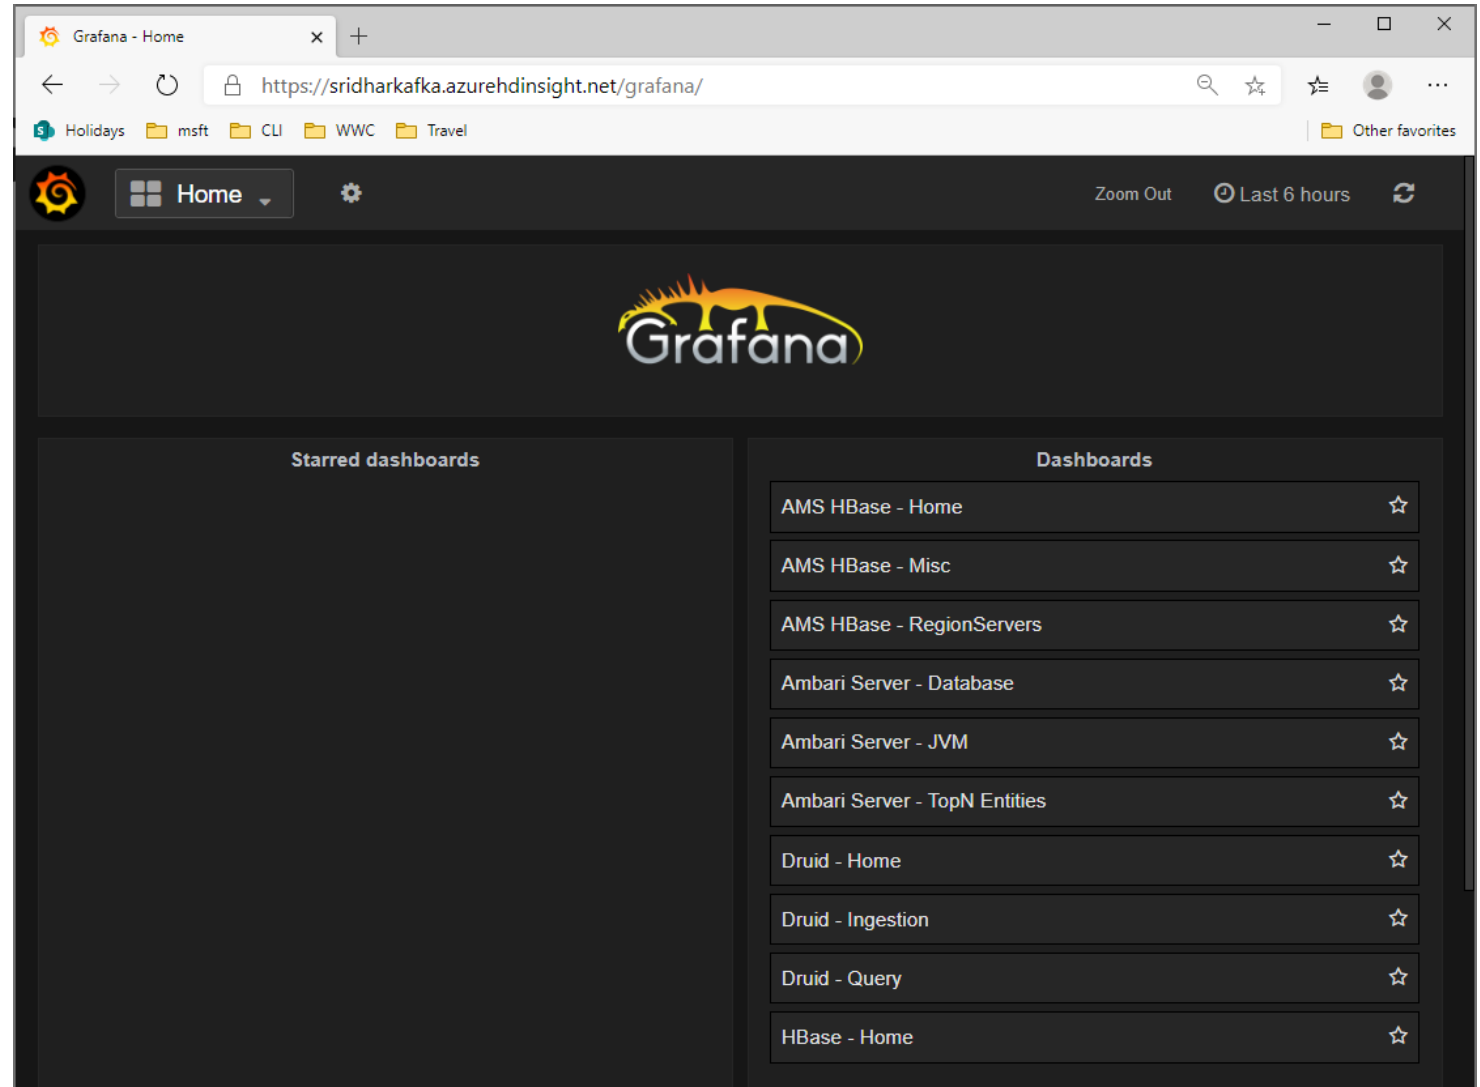 Grafana - Home
https://sridharkafka.azurehdinsight.net/grafana/
Holidays msft CLI WWC Travel Other favorites
Home Zoom Out Last 6 hours
Grafana
Starred dashboards
Dashboards
AMS HBase - Home
AMS HBase - Misc
AMS HBase - RegionServers
Ambari Server - Database
Ambari Server - JVM
Ambari Server - TopN Entities
Druid - Home
Druid - Ingestion
Druid - Query
HBase - Home